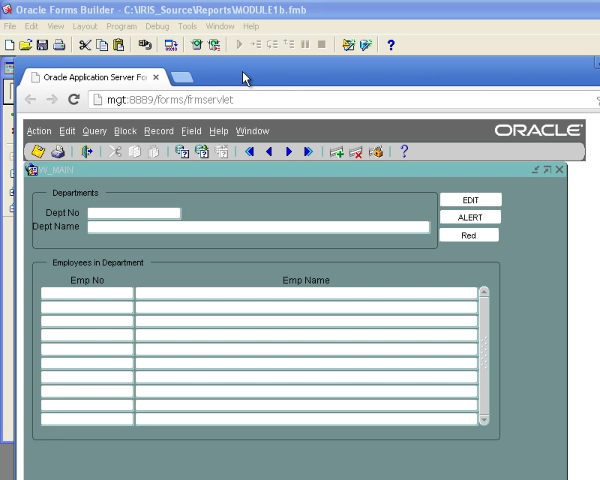 Oracle Forms Builder - C:\IRIS_Source\Reports\MODULE1b.fmb
File Edit View Layout Program Debug Tools Window Help
Oracle Application Server Fo
mgt:8889/forms/frmservlet
Action Edit Query Block Record Field Help Window
ORACLE
W_MAIN
Departments
EDIT
Dept No
ALERT
Dept Name
Red
Employees in Department
Emp No Emp Name